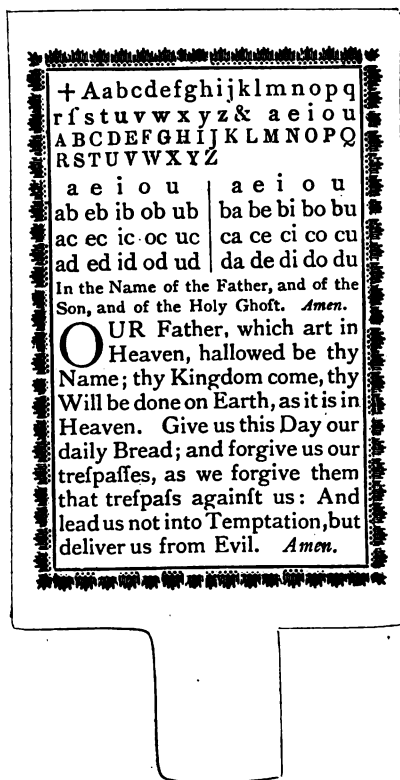 + Aabcdefghijklmnopq
rſstuvwxyz& aeiou
ABCDEFGHIJKLMNOPQ
RSTUVWXYZ
a e i o u | a e i o u
ab eb ib ob ub | ba be bi bo bu
ac ec ic oc uc | ca ce ci co cu
ad ed id od ud | da de di do du
In the Name of the Father, and of the
Son, and of the Holy Ghoſt. Amen.
OUR Father, which art in
Heaven, hallowed be thy
Name; thy Kingdom come, thy
Will be done on Earth, as it is in
Heaven. Give us this Day our
daily Bread; and forgive us our
treſpaſſes, as we forgive them
that treſpaſs againſt us: And
lead us not into Temptation, but
deliver us from Evil. Amen.